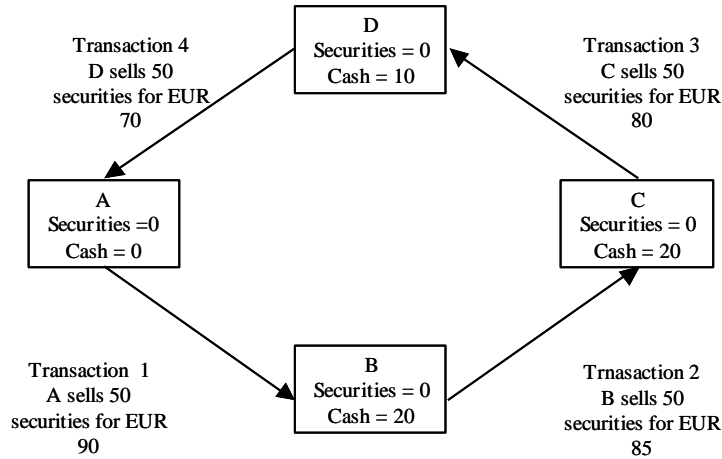 D
Securities = 0
Cash = 10
Transaction 4
D sells 50
securities for EUR
70
Transaction 3
C sells 50
securities for EUR
80
A
Securities =0
Cash = 0
C
Securities = 0
Cash = 20
B
Securities = 0
Cash = 20
Transaction 1
A sells 50
securities for EUR
90
Trnasaction 2
B sells 50
securities for EUR
85